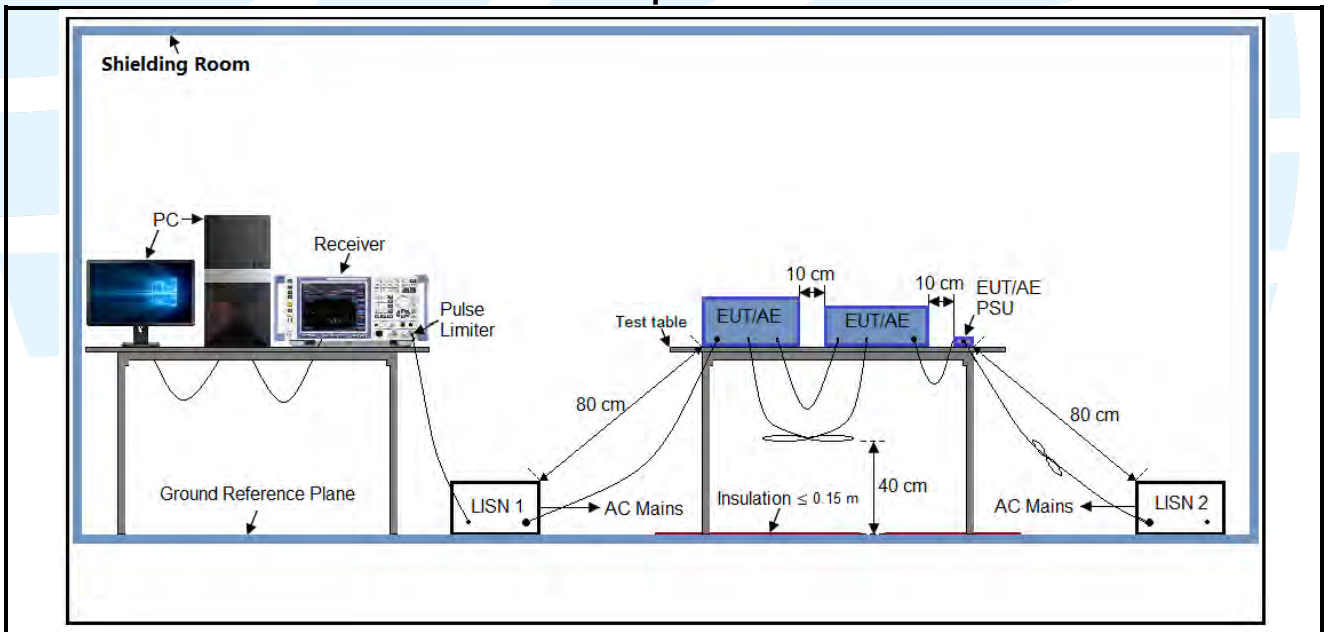 Shielding Room
PC
Receiver
Pulse
Limiter
Test table
10 cm
10 cm
EUT/AE
PSU
EUT/AE
EUT/AE
80 cm
80 cm
40 cm
Ground Reference Plane
LISN 1
AC Mains
Insulation ≤ 0.15 m
AC Mains
LISN 2